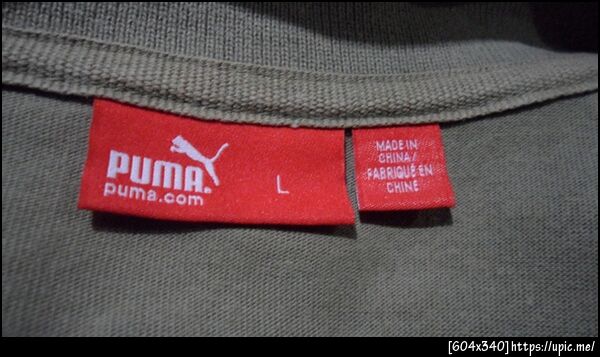 PUMA®
puma.com
L
MADE IN
CHINA/
FABRIQUÉ EN
CHINE
[604x340]https://upic.me/